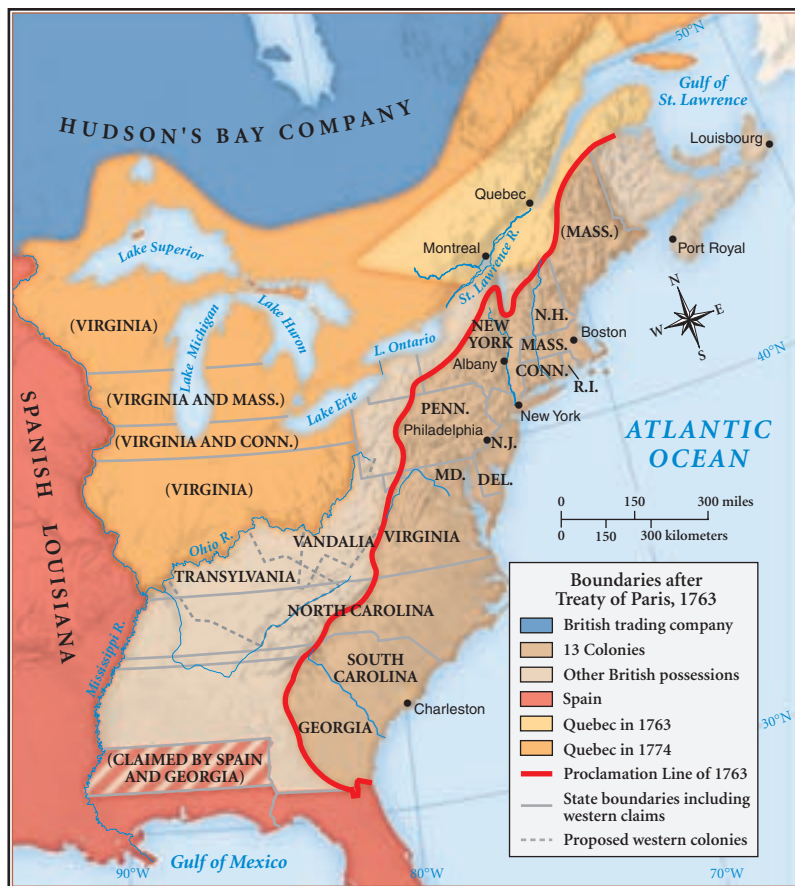 50°N
Gulf of
St. Lawrence
HUDSON'S BAY COMPANY
Louisbourg
Quebec
(MASS.)
Port Royal
Lake Superior
Montreal
St. Lawrence R.
N
E
W
S
(VIRGINIA)
Lake Michigan
Lake Huron
L. Ontario
NEW
YORK
N.H.
MASS.
Boston
CONN.
R.I.
Albany
40°N
(VIRGINIA AND MASS.)
Lake Erie
New York
PENN.
Philadelphia
N.J.
SPANISH LOUISIANA
(VIRGINIA AND CONN.)
ATLANTIC
OCEAN
MD.
DEL.
(VIRGINIA)
0 150 300 miles
0 150 300 kilometers
Ohio R.
VANDALIA
VIRGINIA
TRANSYLVANIA
NORTH CAROLINA
Mississippi R.
SOUTH
CAROLINA
Charleston
GEORGIA
30°N
(CLAIMED BY SPAIN
AND GEORGIA)
Gulf of Mexico
90°W
80°W
70°W
Boundaries after
Treaty of Paris, 1763
British trading company
13 Colonies
Other British possessions
Spain
Quebec in 1763
Quebec in 1774
Proclamation Line of 1763
State boundaries including
western claims
Proposed western colonies